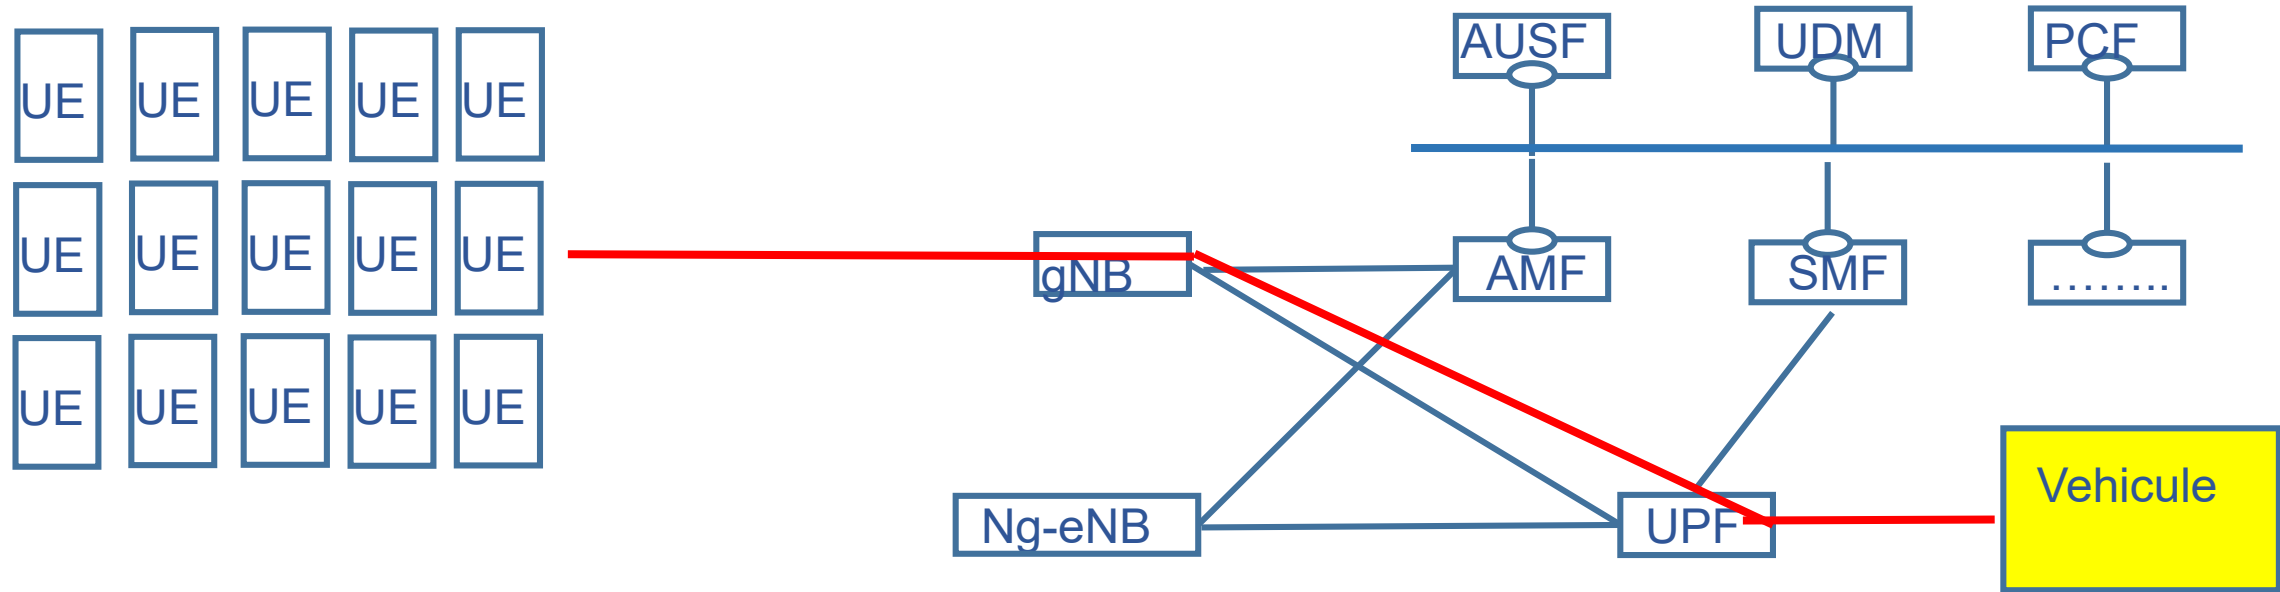 UE UE UE UE UE
UE UE UE UE UE
UE UE UE UE UE
AUSF UDM PCF
gNB AMF SMF ........
Ng-eNB UPF Vehicule